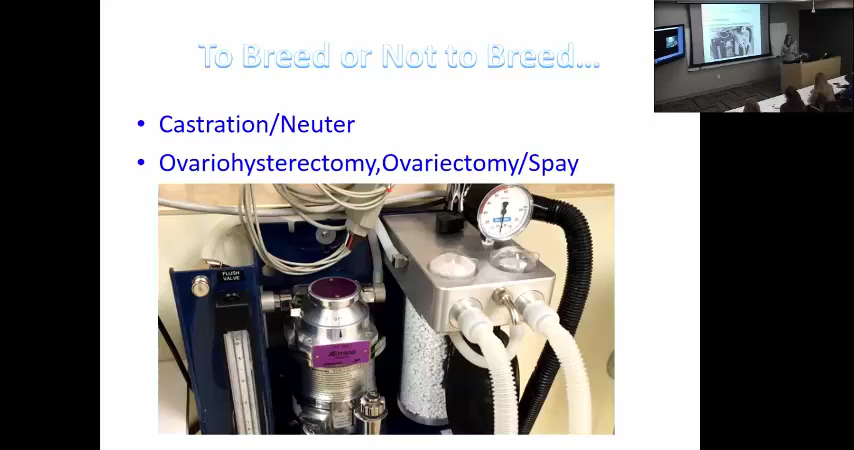 To Breed or Not to Breed...
• Castration/Neuter
• Ovariohysterectomy,Ovariectomy/Spay
FLUSH
VALVE